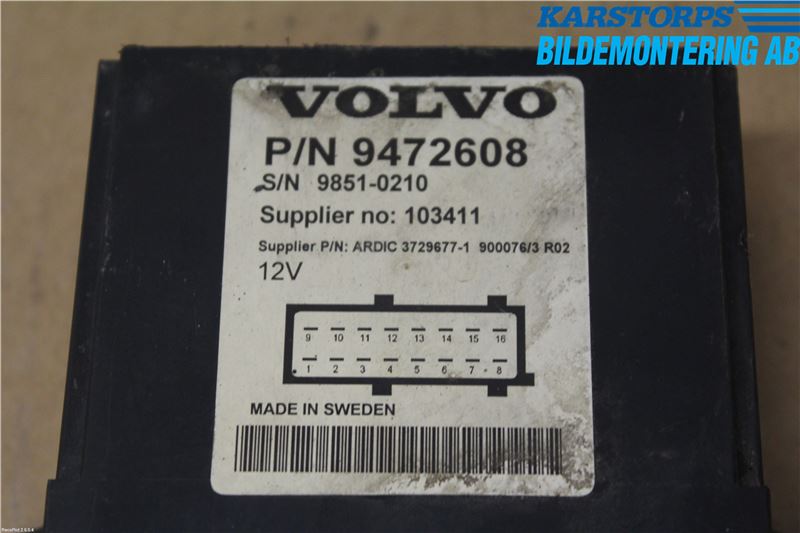 KARSTORPS
BILDEMONTERING AB
VOLVO
P/N 9472608
S/N 9851-0210
Supplier no: 103411
Supplier P/N: ARDIC 3729677-1 900076/3 R02
12V
9 10 11 12 13 14 15 16
1 2 3 4 5 6 7 8
MADE IN SWEDEN